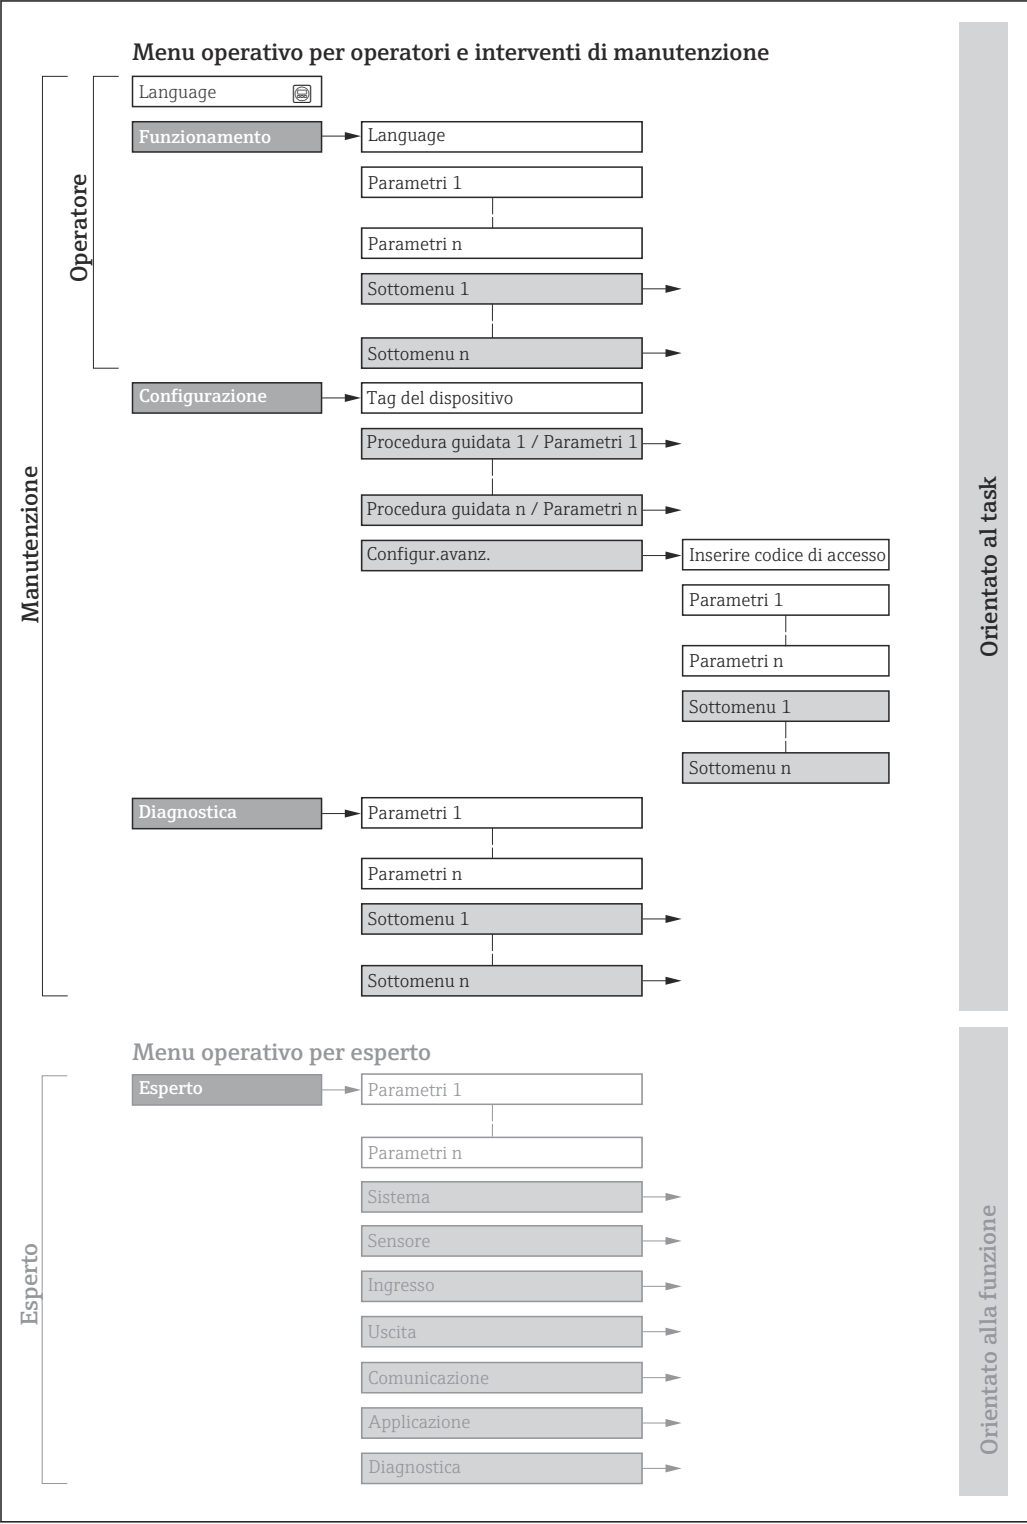 Menu operativo per operatori e interventi di manutenzione
Language
Funzionamento
Language
Parametri 1
Parametri n
Sottomenu 1
Sottomenu n
Operatore
Configurazione
Tag del dispositivo
Procedura guidata 1 / Parametri 1
Procedura guidata n / Parametri n
Configur.avanz.
Inserire codice di accesso
Parametri 1
Parametri n
Sottomenu 1
Sottomenu n
Manutenzione
Orientato al task
Diagnostica
Parametri 1
Parametri n
Sottomenu 1
Sottomenu n
Menu operativo per esperto
Esperto
Parametri 1
Parametri n
Sistema
Sensore
Ingresso
Uscita
Comunicazione
Applicazione
Diagnostica
Esperto
Orientato alla funzione